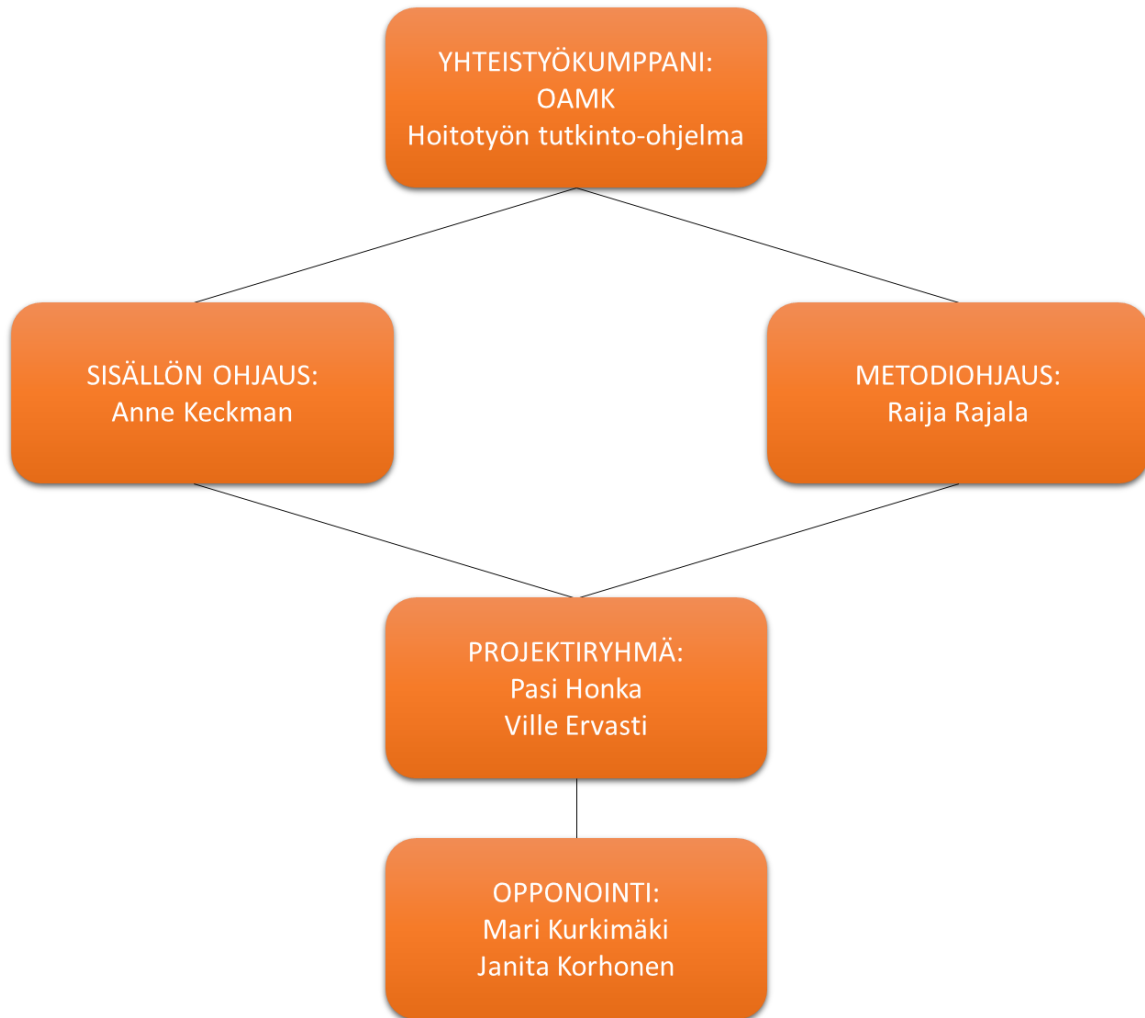 YHTEISTYÖKUMPPANI:
OAMK
Hoitotyön tutkinto-ohjelma
SISÄLLÖN OHJAUS:
Anne Keckman
METODIOHJAUS:
Raija Rajala
PROJEKTIRYHMÄ:
Pasi Honka
Ville Ervasti
OPPONOINTI:
Mari Kurkimäki
Janita Korhonen